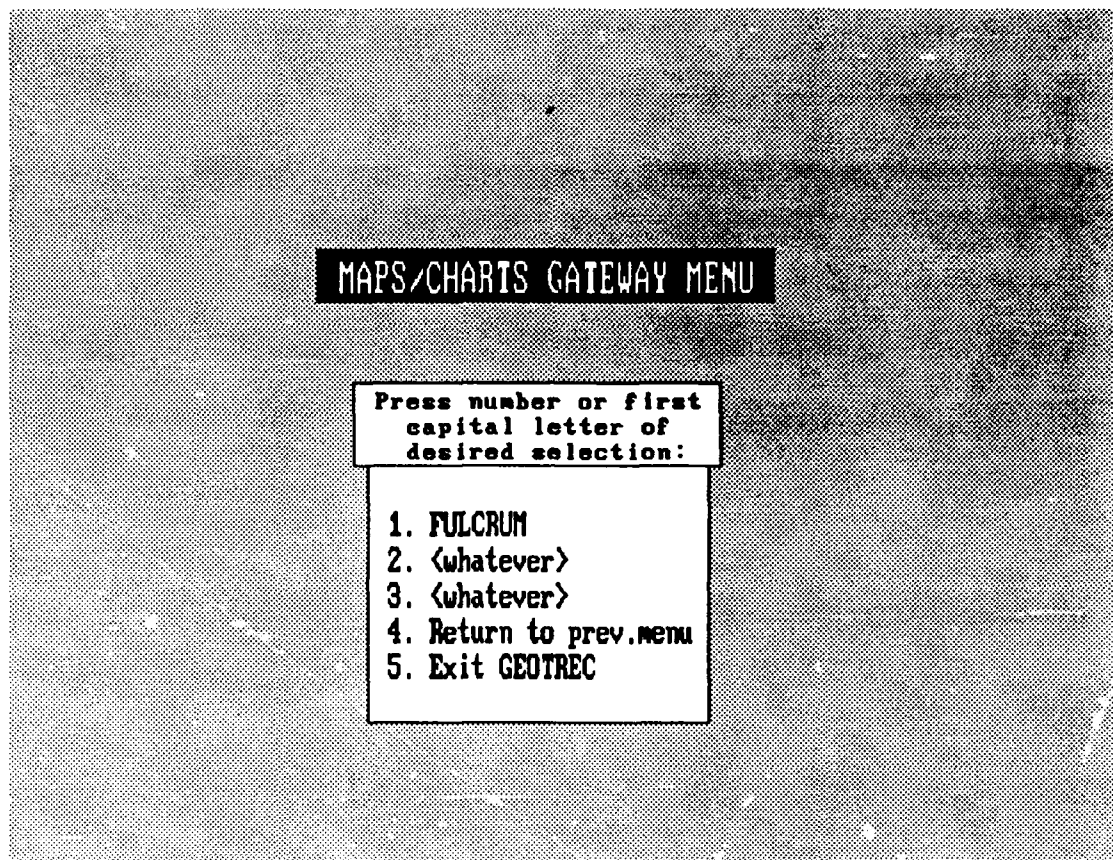 MAPS/CHARTS GATEWAY MENU
Press number or first
capital letter of
desired selection:
1. FULCRUM
2. <whatever>
3. <whatever>
4. Return to prev.menu
5. Exit GEOTREC